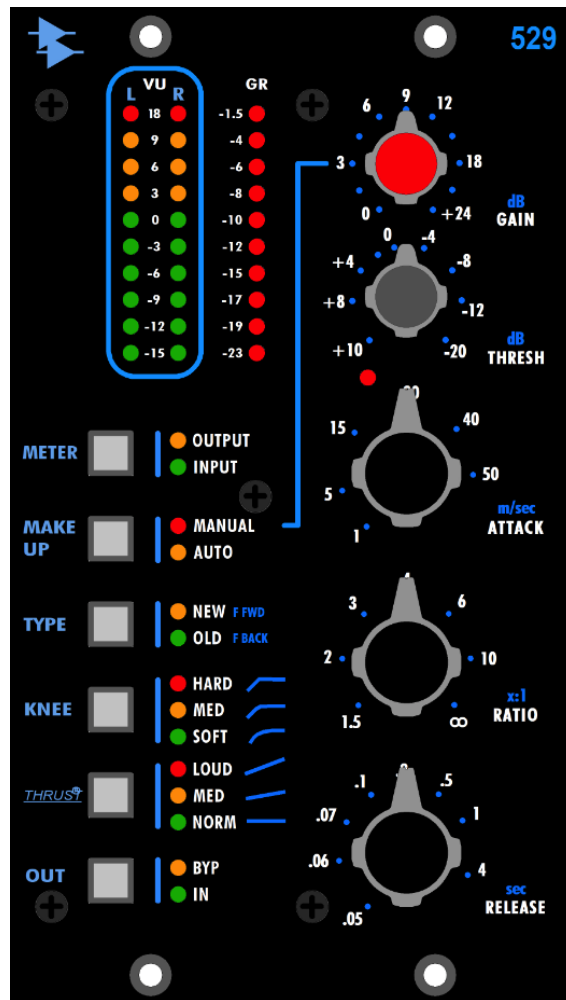 529
VU
GR
L R
18
9
6
3
0
-3
-6
-9
-12
-15
-1.5
-4
-6
-8
-10
-12
-15
-17
-19
-23
0
3
6
9
12
18
+24
dB
GAIN
+10
+8
+4
0
-4
-8
-12
-20
dB
THRESH
1
5
15
40
50
m/sec
ATTACK
1.5
2
3
6
10
∞
x:1
RATIO
.05
.06
.07
.1
.5
1
4
sec
RELEASE
METER
OUTPUT
INPUT
MAKE
UP
MANUAL
AUTO
TYPE
NEW F FWD
OLD F BACK
KNEE
HARD
MED
SOFT
THRUST®
LOUD
MED
NORM
OUT
BYP
IN